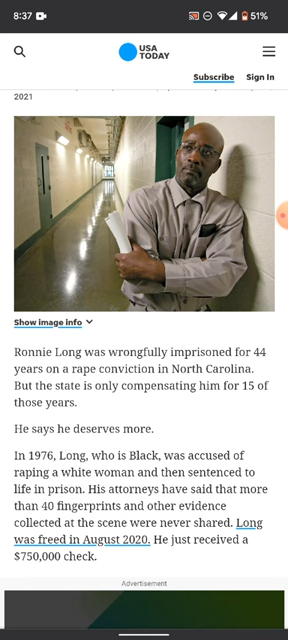 8:37
51%
USA
TODAY
Subscribe Sign In
2021
Show image info
Ronnie Long was wrongfully imprisoned for 44
years on a rape conviction in North Carolina.
But the state is only compensating him for 15 of
those years.
He says he deserves more.
In 1976, Long, who is Black, was accused of
raping a white woman and then sentenced to
life in prison. His attorneys have said that more
than 40 fingerprints and other evidence
collected at the scene were never shared. Long
was freed in August 2020. He just received a
$750,000 check.
Advertisement